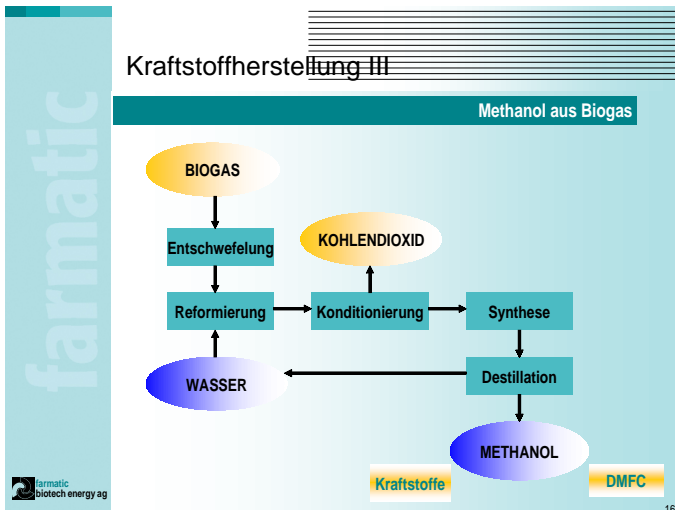 Kraftstoffherstellung III
Methanol aus Biogas
farmatic
BIOGAS
Entschwefelung
KOHLENDIOXID
Reformierung
Konditionierung
Synthese
WASSER
Destillation
METHANOL
Kraftstoffe
DMFC
farmatic
biotech energy ag
16